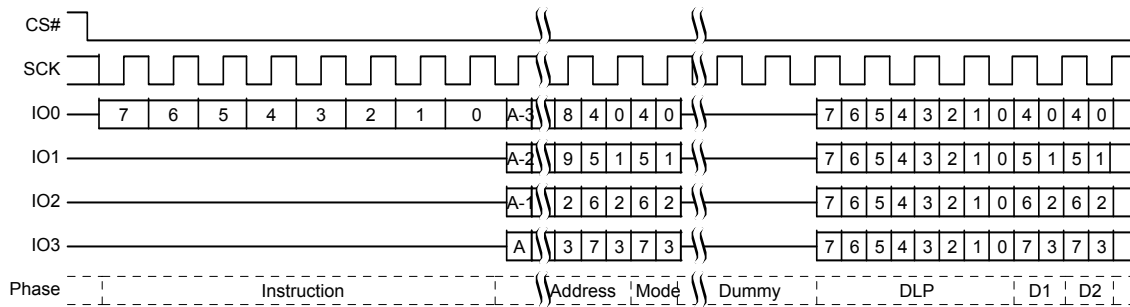 CS#
SCK
IO0 7 6 5 4 3 2 1 0 A-3 8 4 0 4 0 7 6 5 4 3 2 1 0 4 0 4 0
IO1 A-2 9 5 1 5 1 7 6 5 4 3 2 1 0 5 1 5 1
IO2 A-1 2 6 2 6 2 7 6 5 4 3 2 1 0 6 2 6 2
IO3 A 3 7 3 7 3 7 6 5 4 3 2 1 0 7 3 7 3
Phase Instruction Address Mode Dummy DLP D1 D2